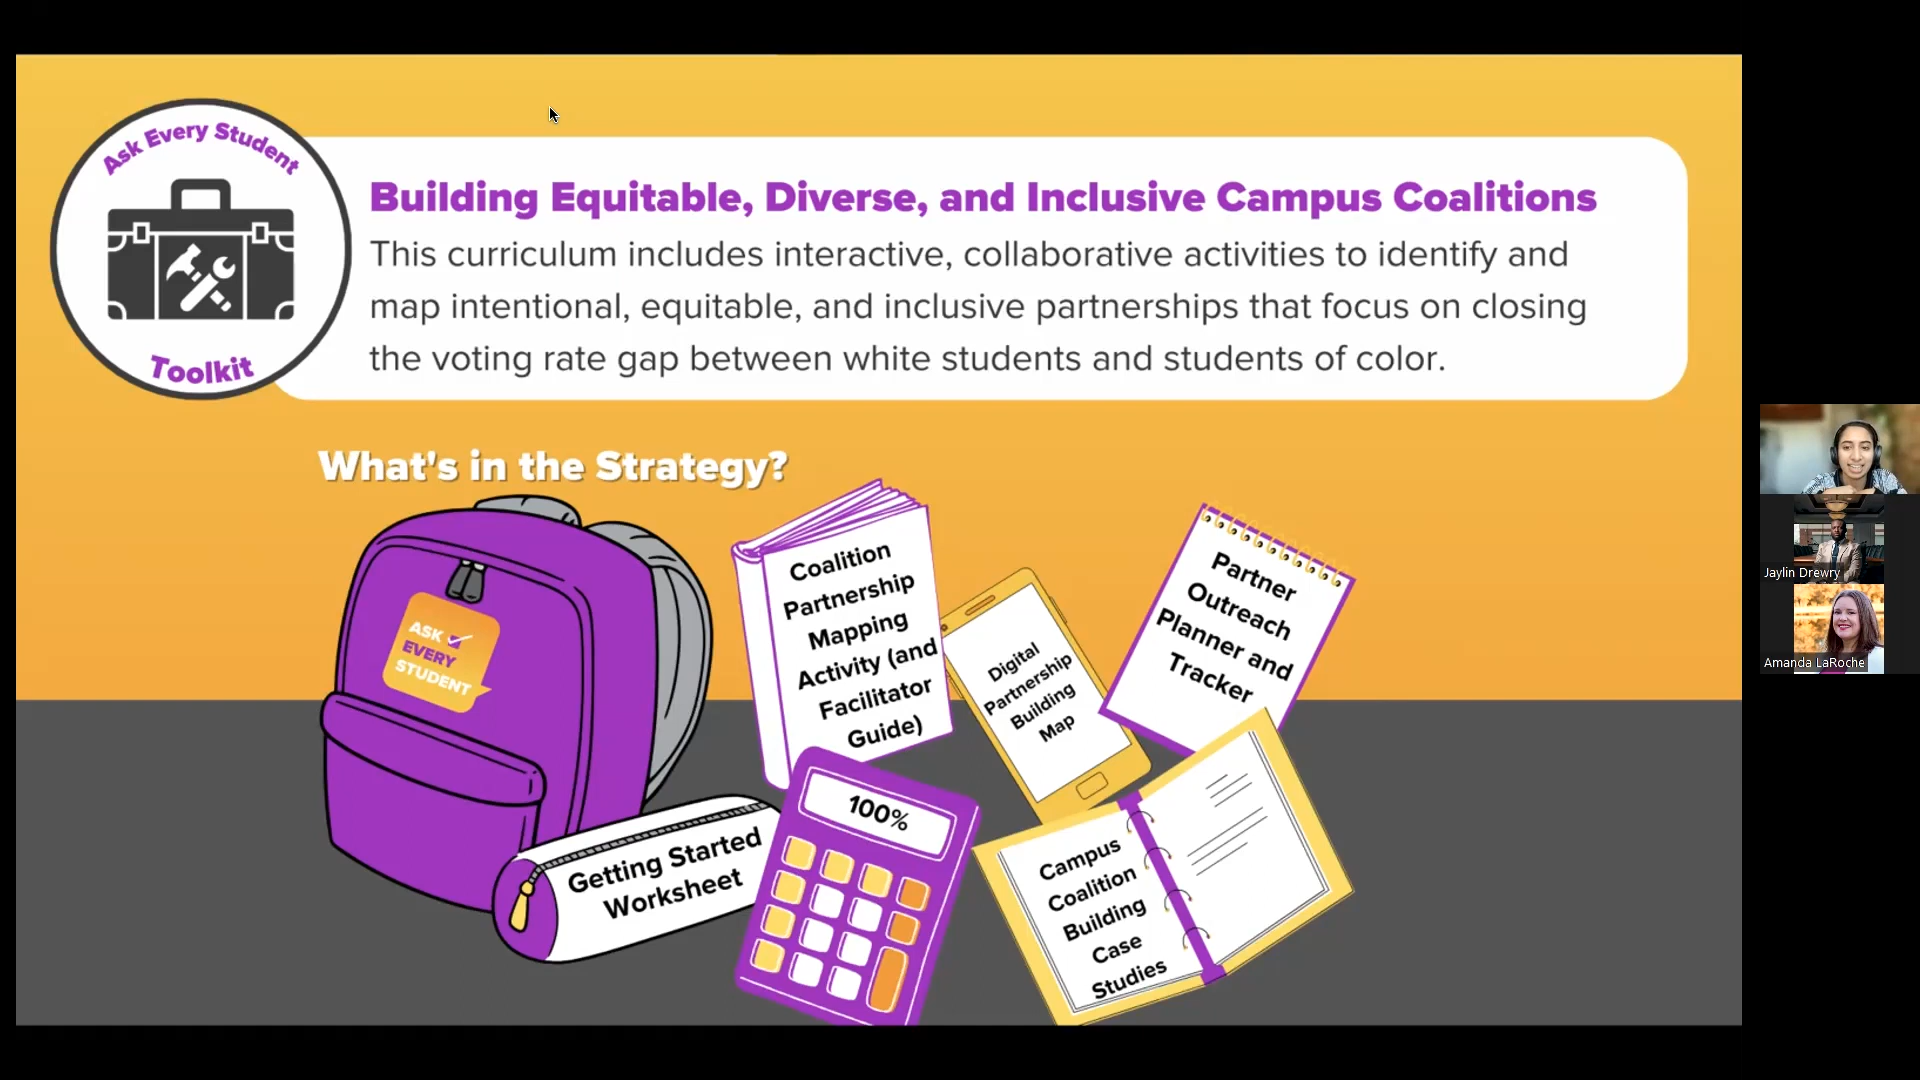 Ask Every Student
Toolkit
Building Equitable, Diverse, and Inclusive Campus Coalitions
This curriculum includes interactive, collaborative activities to identify and
map intentional, equitable, and inclusive partnerships that focus on closing
the voting rate gap between white students and students of color.
What's in the Strategy?
ASK
EVERY
STUDENT
Getting Started
Worksheet
Coalition
Partnership
Mapping
Activity (and
Facilitator
Guide)
100%
Digital
Partnership
Building
Map
Partner
Outreach
Planner and
Tracker
Campus
Coalition
Building
Case
Studies
Jaylin Drewry
Amanda LaRoche